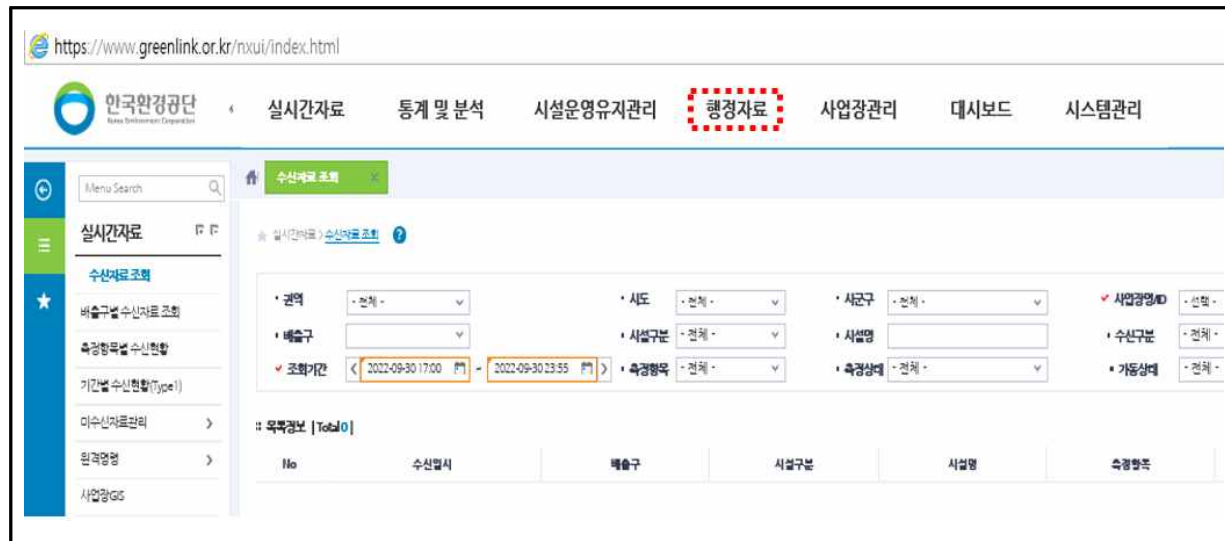 https://www.greenlink.or.kr/nxui/index.html
한국환경공단
Korea Environment Corporation
실시간자료 통계 및 분석 시설운영유지관리 행정자료 사업장관리 대시보드 시스템관리
Menu Search
수신자료 조회
실시간자료
실시간자료 > 수신자료 조회
수신자료 조회
배출구별 수신자료 조회
측정항목별 수신현황
기간별 수신현황(Type1)
미수신자료관리
원격명령
사업장GIS
권역 - 전체 - 시도 - 전체 - 시군구 - 전체 - 사업장명/ID - 선택 -
배출구 시설구분 - 전체 - 시설명 수신구분 - 전체 -
조회기간 2022-09-30 17:00 ~ 2022-09-30 23:55 측정항목 - 전체 - 측정상태 - 전체 - 가동상태 - 전체 -
목록정보 | Total 0 |
No 수신일시 배출구 시설구분 시설명 측정항목